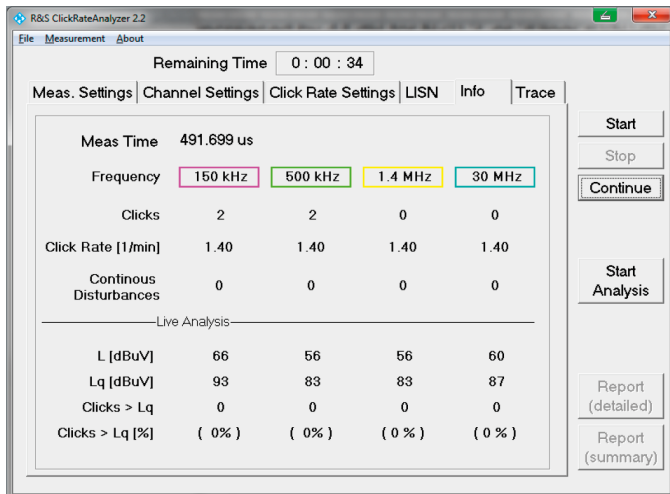 R&S ClickRateAnalyzer 2.2
File Measurement About
Remaining Time 0 : 00 : 34
Meas. Settings Channel Settings Click Rate Settings LISN Info Trace
Meas Time 491.699 us
Frequency 150 kHz 500 kHz 1.4 MHz 30 MHz
Clicks 2 2 0 0
Click Rate [1/min] 1.40 1.40 1.40 1.40
Continous
Disturbances 0 0 0 0
Live Analysis
L [dBuV] 66 56 56 60
Lq [dBuV] 93 83 83 87
Clicks > Lq 0 0 0 0
Clicks > Lq [%] ( 0% ) ( 0% ) ( 0 % ) ( 0 % )
Start
Stop
Continue
Start
Analysis
Report
(detailed)
Report
(summary)